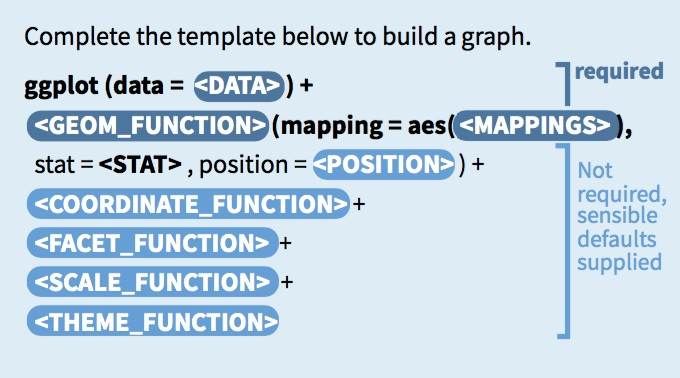 Complete the template below to build a graph.
required
ggplot (data = <DATA> ) +
<GEOM_FUNCTION> (mapping = aes( <MAPPINGS> ),
stat = <STAT> , position = <POSITION> ) +
<COORDINATE_FUNCTION> +
<FACET_FUNCTION> +
<SCALE_FUNCTION> +
<THEME_FUNCTION>
Not
required,
sensible
defaults
supplied